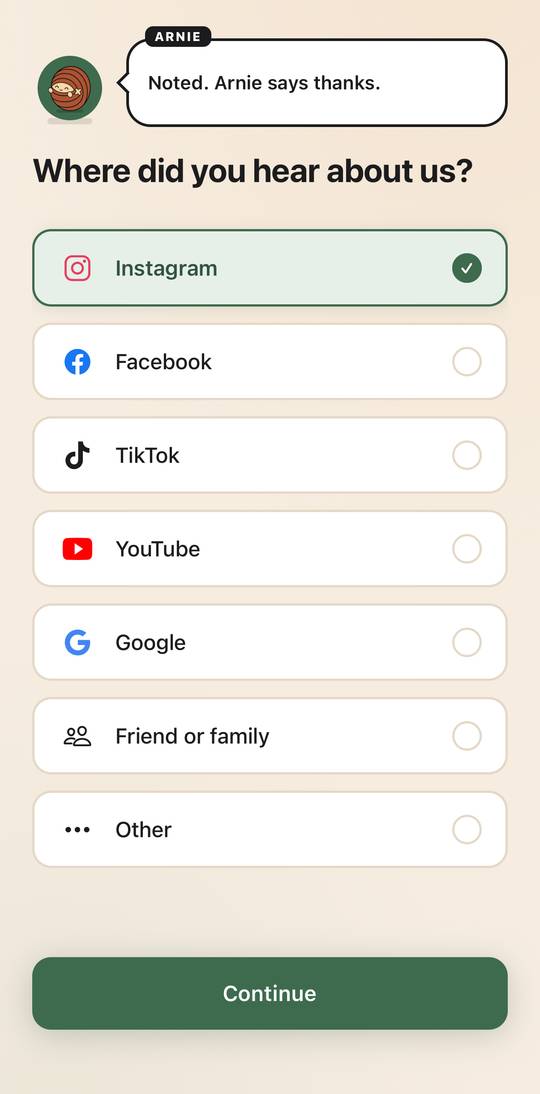 ARNIE
Noted. Arnie says thanks.
Where did you hear about us?
Instagram
Facebook
TikTok
YouTube
Google
Friend or family
Other
Continue